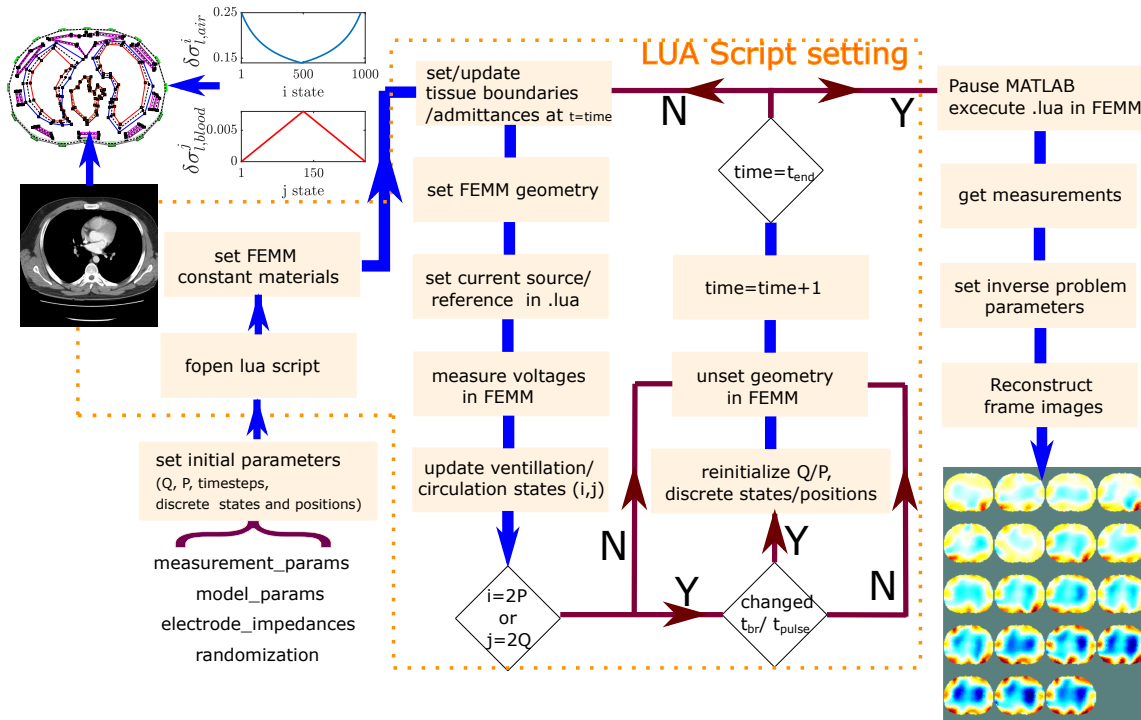 0.25
0.15
δσ^i_{l,air}
1
500
1000
i state
0.005
0
δσ^j_{l,blood}
1
150
j state
LUA Script setting
set/update
tissue boundaries
/admittances at t=time
N
Y
Pause MATLAB
excecute .lua in FEMM
time=t_end
set FEMM geometry
get measurements
set FEMM
constant materials
set current source/
reference in .lua
time=time+1
set inverse problem
parameters
fopen lua script
measure voltages
in FEMM
unset geometry
in FEMM
Reconstruct
frame images
set initial parameters
(Q, P, timesteps,
discrete states and positions)
update ventillation/
circulation states (i,j)
reinitialize Q/P,
discrete states/positions
measurement_params
model_params
electrode_impedances
randomization
N
Y
N
i=2P
or
j=2Q
Y
changed
t_br/ t_pulse